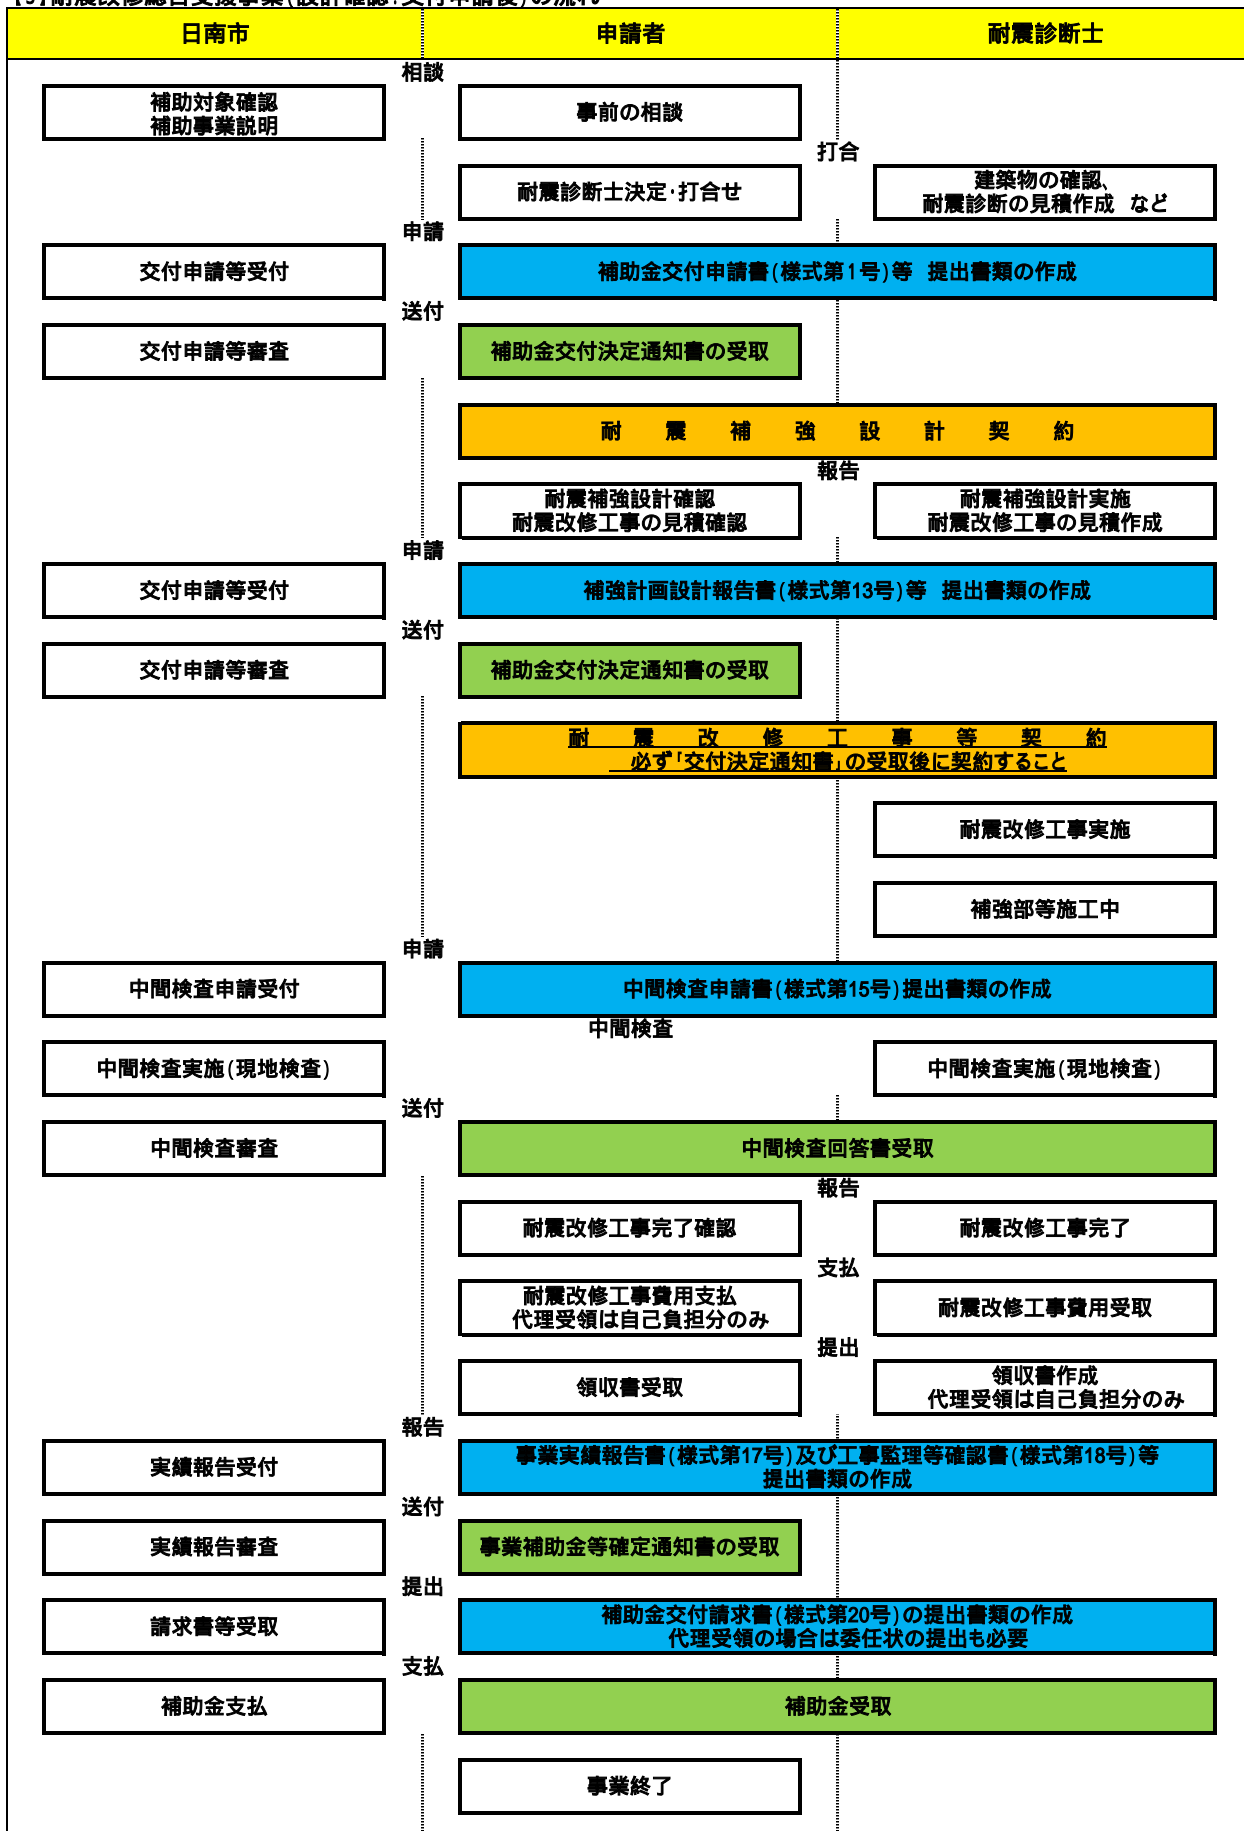 【5】耐震改修総合支援事業(設計確認:交付申請後)の流れ
日南市 申請者 耐震診断士
相談
補助対象確認
補助事業説明
事前の相談
打合
耐震診断士決定・打合せ
建築物の確認、
耐震診断の見積作成 など
申請
交付申請等受付
補助金交付申請書(様式第1号)等 提出書類の作成
送付
交付申請等審査
補助金交付決定通知書の受取
耐 震 補 強 設 計 契 約
報告
耐震補強設計確認
耐震改修工事の見積確認
耐震補強設計実施
耐震改修工事の見積作成
申請
交付申請等受付
補強計画設計報告書(様式第13号)等 提出書類の作成
送付
交付申請等審査
補助金交付決定通知書の受取
耐 震 改 修 工 事 等 契 約
必ず「交付決定通知書」の受取後に契約すること
耐震改修工事実施
補強部等施工中
申請
中間検査申請受付
中間検査申請書(様式第15号)提出書類の作成
中間検査
中間検査実施(現地検査)
中間検査実施(現地検査)
送付
中間検査審査
中間検査回答書受取
報告
耐震改修工事完了確認
耐震改修工事完了
支払
耐震改修工事費用支払
代理受領は自己負担分のみ
耐震改修工事費用受取
提出
領収書受取
領収書作成
代理受領は自己負担分のみ
報告
実績報告受付
事業実績報告書(様式第17号)及び工事監理等確認書(様式第18号)等
提出書類の作成
送付
実績報告審査
事業補助金等確定通知書の受取
提出
請求書等受取
補助金交付請求書(様式第20号)の提出書類の作成
代理受領の場合は委任状の提出も必要
支払
補助金支払
補助金受取
事業終了